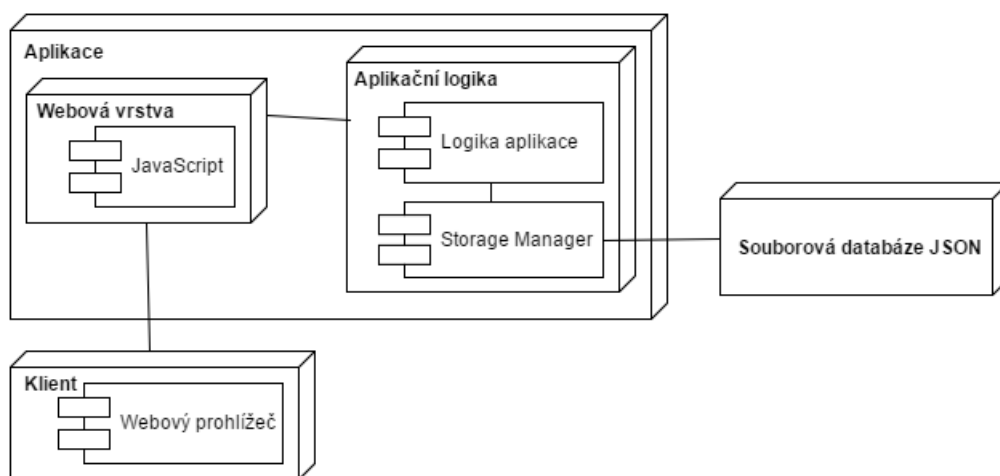 Aplikace
Webová vrstva
JavaScript
Aplikační logika
Logika aplikace
Storage Manager
Souborová databáze JSON
Klient
Webový prohlížeč